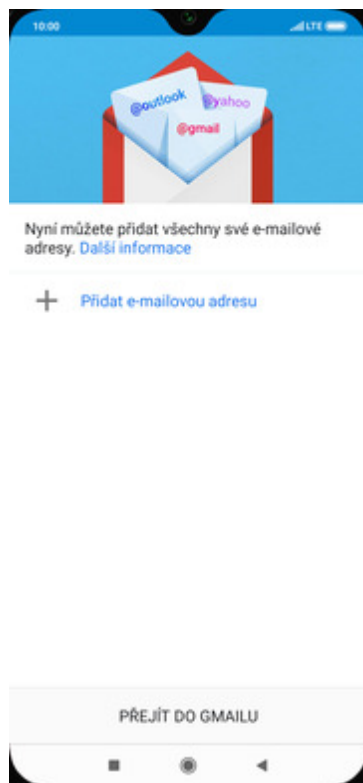 10:00 LTE
@outlook @yahoo
@gmail
Nyní můžete přidat všechny své e-mailové
adresy. Další informace
Přidat e-mailovou adresu
PŘEJÍT DO GMAILU